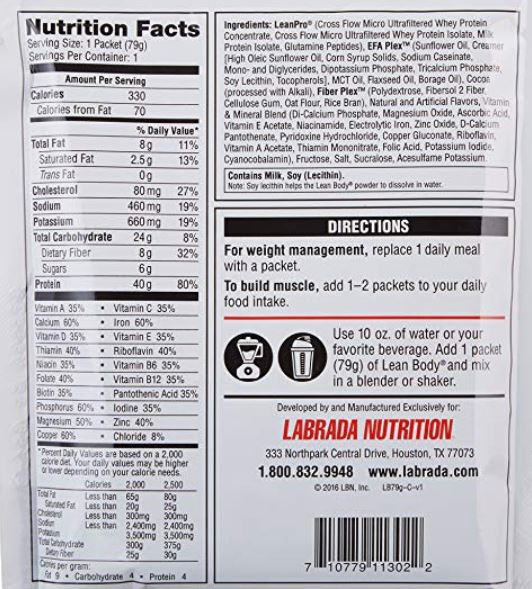 Nutrition Facts
Serving Size: 1 Packet (79g)
Servings Per Container: 1
Amount Per Serving
Calories 330
Calories from Fat 70
% Daily Value*
Total Fat 8 g 11%
Saturated Fat 2.5 g 13%
Trans Fat 0 g
Cholesterol 80 mg 27%
Sodium 460 mg 19%
Potassium 660 mg 19%
Total Carbohydrate 24 g 8%
Dietary Fiber 8 g 32%
Sugars 6 g
Protein 40 g 80%
Vitamin A 35% • Vitamin C 35%
Calcium 60% • Iron 60%
Vitamin D 35% • Vitamin E 35%
Thiamin 40% • Riboflavin 40%
Niacin 35% • Vitamin B6 35%
Folate 40% • Vitamin B12 35%
Biotin 35% • Pantothenic Acid 35%
Phosphorus 60% • Iodine 35%
Magnesium 50% • Zinc 40%
Copper 60% • Chloride 8%
*Percent Daily Values are based on a 2,000
calorie diet. Your daily values may be higher
or lower depending on your calorie needs.
Calories 2,000 2,500
Total Fat Less than 65g 80g
Saturated Fat Less than 20g 25g
Cholesterol Less than 300mg 300mg
Sodium Less than 2,400mg 2,400mg
Potassium 3,500mg 3,500mg
Total Carbohydrate 300g 375g
Dietary Fiber 25g 30g
Calories per gram:
Fat 9 • Carbohydrate 4 • Protein 4
Ingredients: LeanPro® (Cross Flow Micro Ultrafiltered Whey Protein
Concentrate, Cross Flow Micro Ultrafiltered Whey Protein Isolate, Milk
Protein Isolate, Glutamine Peptides), EFA Plex™ (Sunflower Oil, Creamer
[High Oleic Sunflower Oil, Corn Syrup Solids, Sodium Caseinate,
Mono- and Diglycerides, Dipotassium Phosphate, Tricalcium Phosphate,
Soy Lecithin, Tocopherols], MCT Oil, Flaxseed Oil, Borage Oil), Cocoa
(processed with Alkali), Fiber Plex™ (Polydextrose, Fibersol 2 Fiber,
Cellulose Gum, Oat Flour, Rice Bran), Natural and Artificial Flavors, Vitamin
& Mineral Blend (Di-Calcium Phosphate, Magnesium Oxide, Ascorbic Acid,
Vitamin E Acetate, Niacinamide, Electrolytic Iron, Zinc Oxide, D-Calcium
Pantothenate, Pyridoxine Hydrochloride, Copper Gluconate, Riboflavin,
Vitamin A Acetate, Thiamin Mononitrate, Folic Acid, Potassium Iodide,
Cyanocobalamin), Fructose, Salt, Sucralose, Acesulfame Potassium.
Contains Milk, Soy (Lecithin).
Note: Soy lecithin helps the Lean Body® powder to dissolve in water.
DIRECTIONS
For weight management, replace 1 daily meal
with a packet.
To build muscle, add 1–2 packets to your daily
food intake.
Use 10 oz. of water or your
favorite beverage. Add 1 packet
(79g) of Lean Body® and mix
in a blender or shaker.
Developed by and Manufactured Exclusively for:
LABRADA NUTRITION
333 Northpark Central Drive, Houston, TX 77073
1.800.832.9948 www.labrada.com
© 2016 LBN, Inc. LB79g–C–v1
7 10779 11302 2